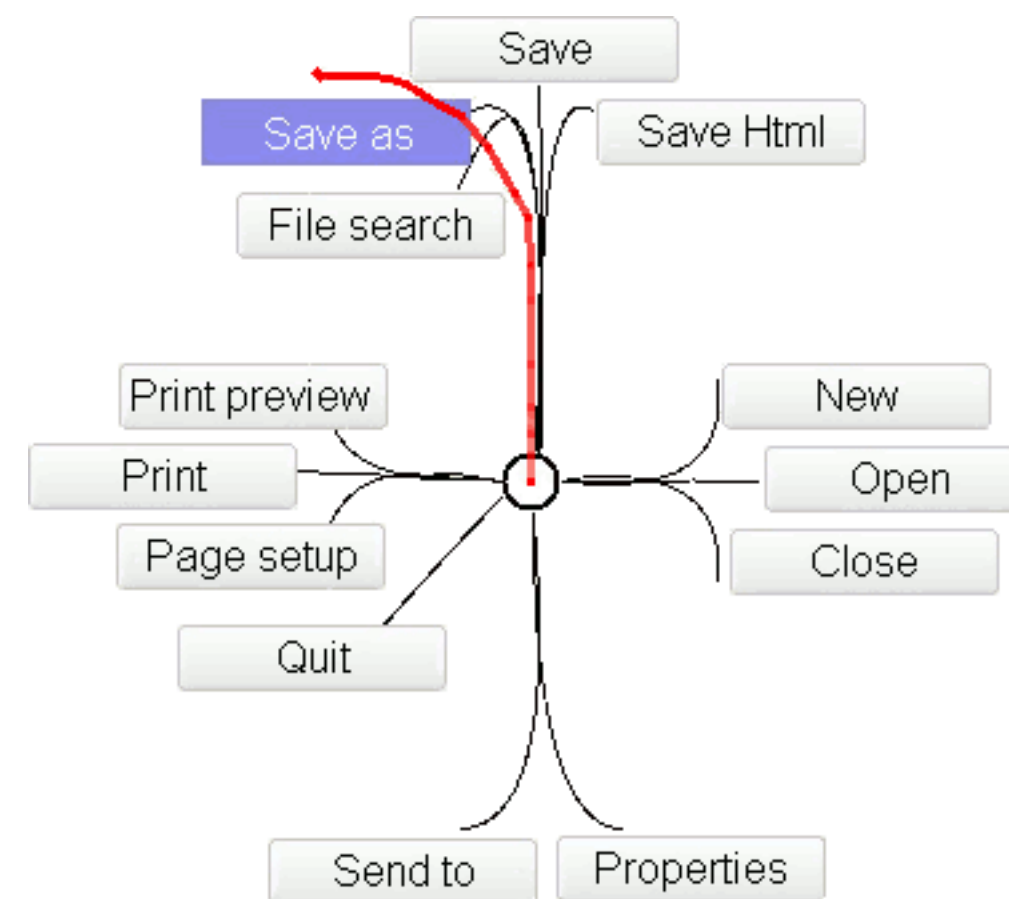 Save
Save as
Save Html
File search
Print preview
New
Print
Open
Page setup
Close
Quit
Send to
Properties